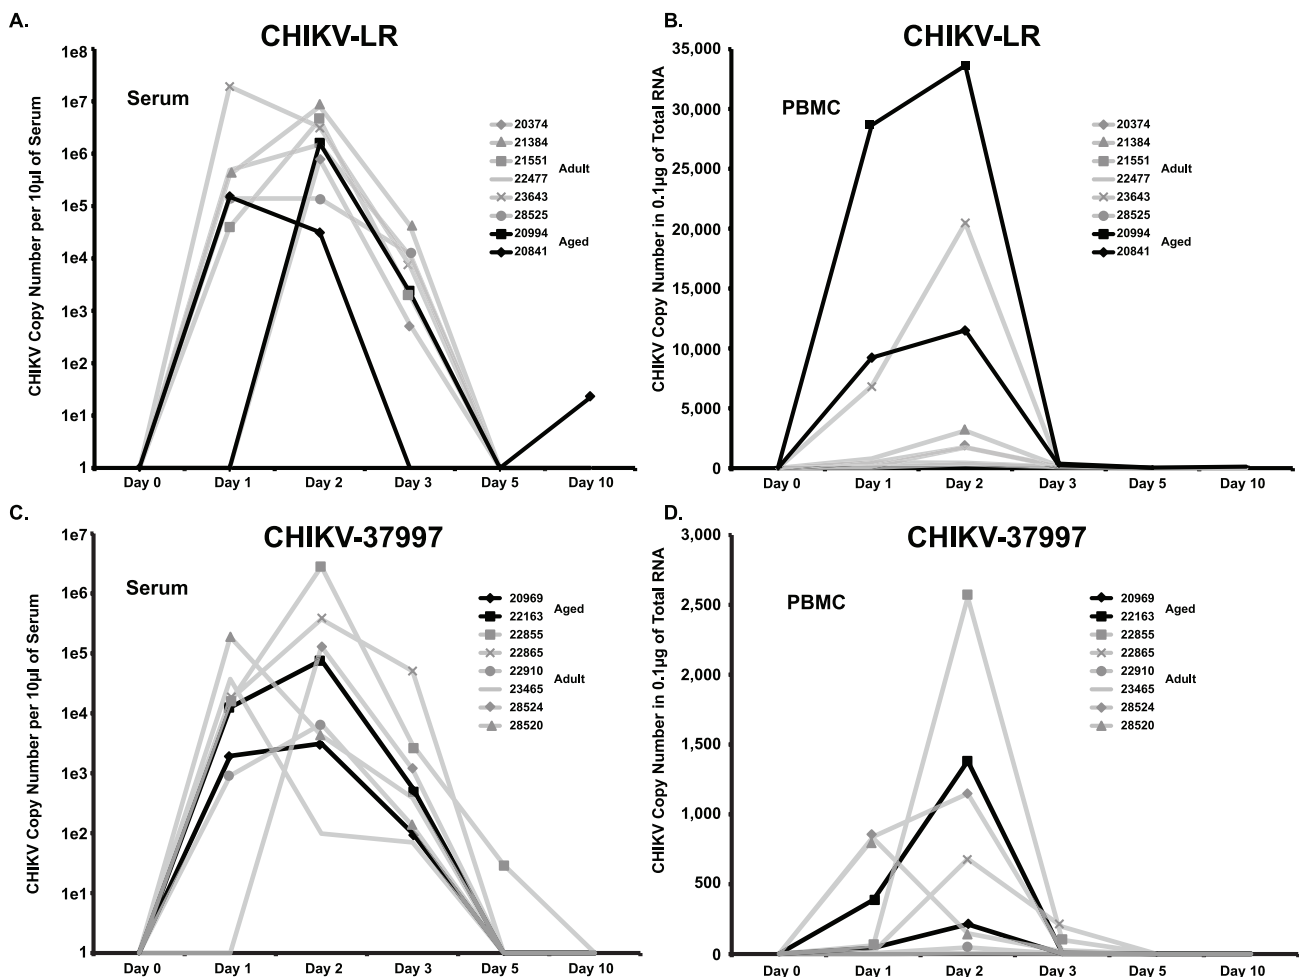 A.
CHIKV-LR
Serum
CHIKV Copy Number per 10µl of Serum
1e8
1e7
1e6
1e5
1e4
1e3
1e2
1e1
1
Day 0 Day 1 Day 2 Day 3 Day 5 Day 10
20374
21384
21551
22477
23643
28525
20994
20841
Adult
Aged
B.
CHIKV-LR
PBMC
CHIKV Copy Number in 0.1µg of Total RNA
35,000
30,000
25,000
20,000
15,000
10,000
5,000
0
Day 0 Day 1 Day 2 Day 3 Day 5 Day 10
20374
21384
21551
22477
23643
28525
20994
20841
Adult
Aged
C.
CHIKV-37997
Serum
CHIKV Copy Number per 10µl of Serum
1e7
1e6
1e5
1e4
1e3
1e2
1e1
1
Day 0 Day 1 Day 2 Day 3 Day 5 Day 10
20969
22163
22855
22865
22910
23465
28524
28520
Aged
Adult
D.
CHIKV-37997
PBMC
CHIKV Copy Number in 0.1µg of Total RNA
3,000
2,500
2,000
1,500
1,000
500
0
Day 0 Day 1 Day 2 Day 3 Day 5 Day 10
20969
22163
22855
22865
22910
23465
28524
28520
Aged
Adult